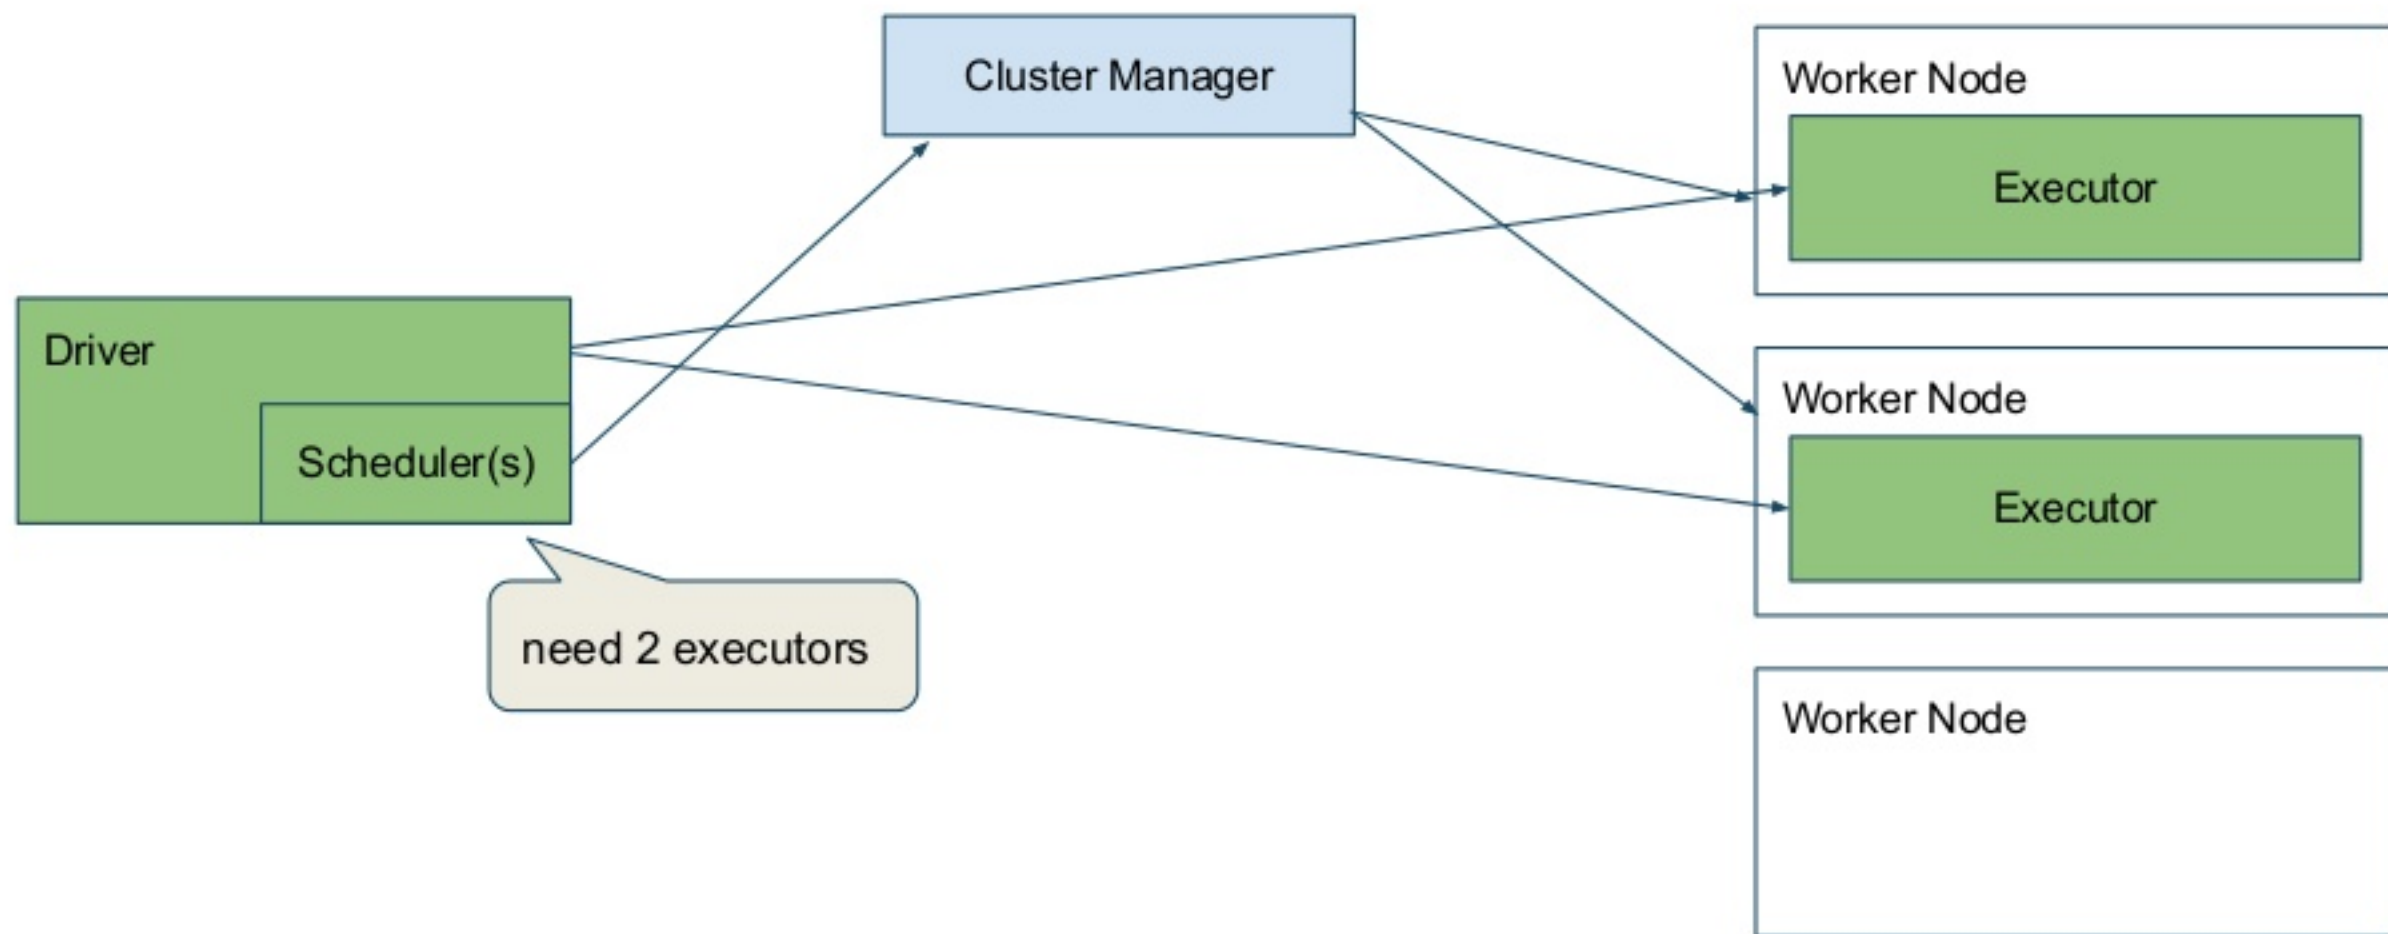 Cluster Manager
Worker Node
Executor
Driver
Scheduler(s)
Worker Node
Executor
need 2 executors
Worker Node